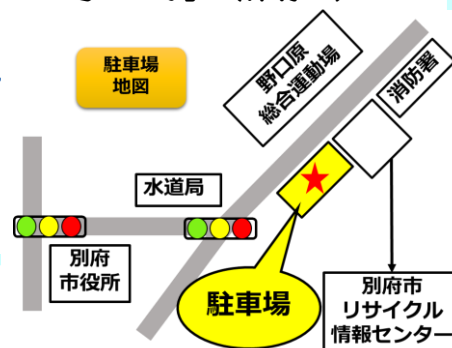 駐車場
地図
野口原
総合運動場
消防署
水道局
別府
市役所
駐車場
別府市
リサイクル
情報センター